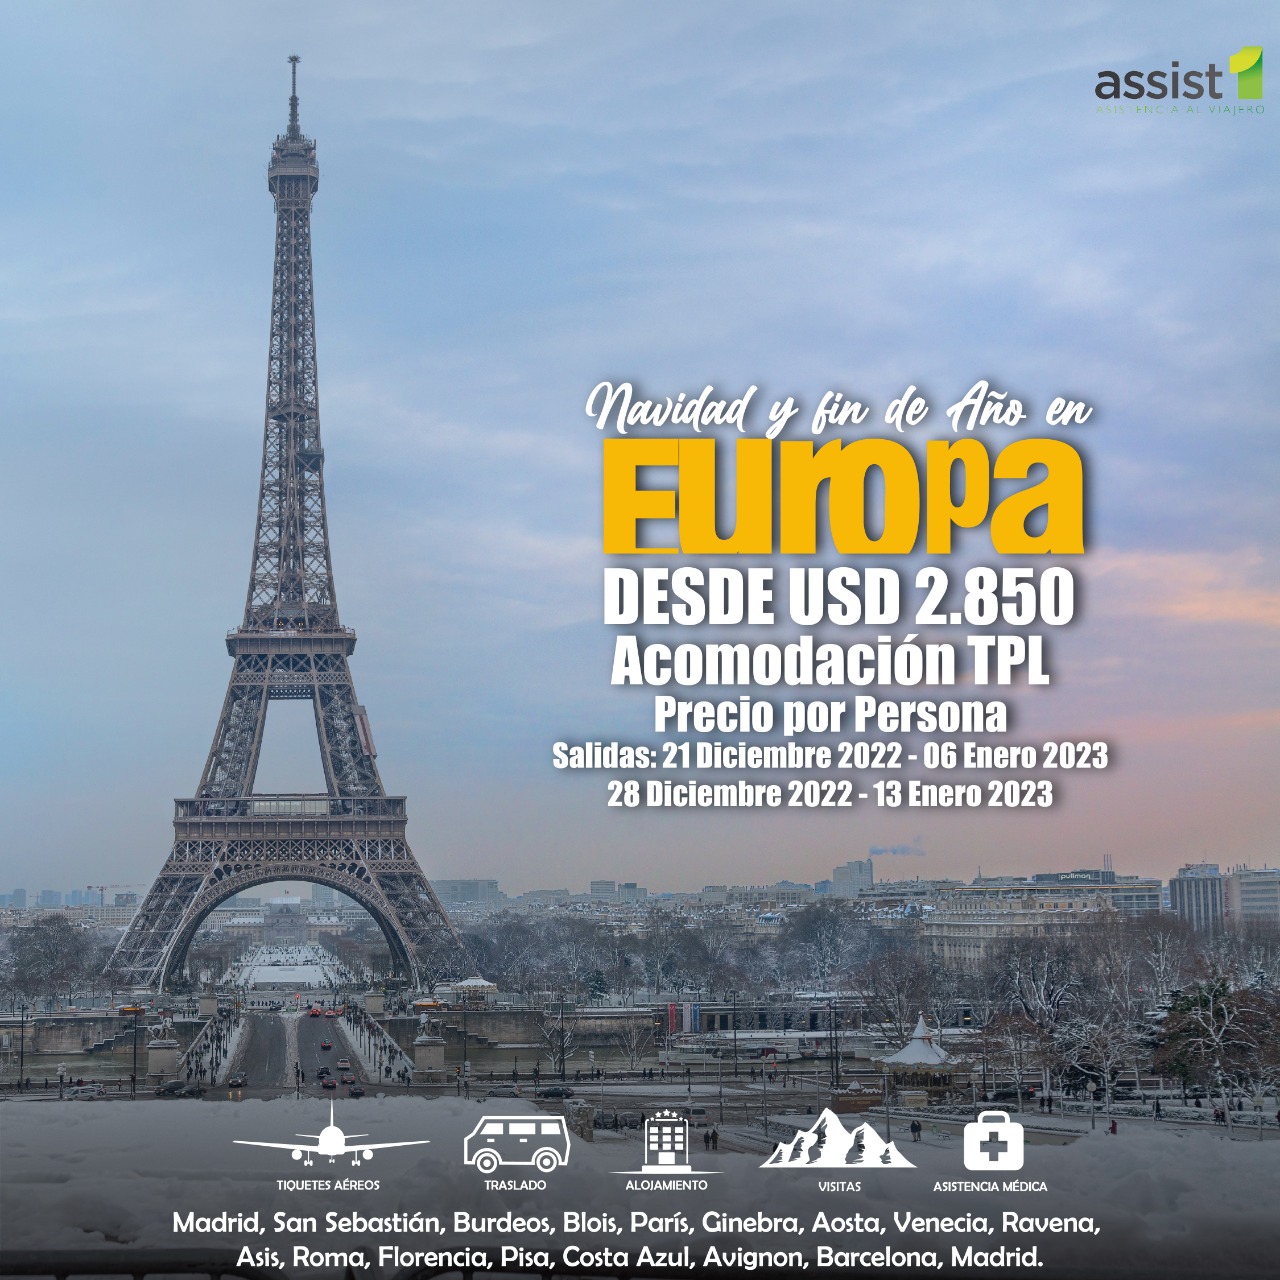 assist1
ASISTENCIA AL VIAJERO
Navidad y fin de Año en
Europa
DESDE USD 2.850
Acomodación TPL
Precio por Persona
Salidas: 21 Diciembre 2022 - 06 Enero 2023
28 Diciembre 2022 - 13 Enero 2023
pullman
TIQUETES AÉREOS TRASLADO ALOJAMIENTO VISITAS ASISTENCIA MÉDICA
Madrid, San Sebastián, Burdeos, Blois, París, Ginebra, Aosta, Venecia, Ravena,
Asis, Roma, Florencia, Pisa, Costa Azul, Avignon, Barcelona, Madrid.